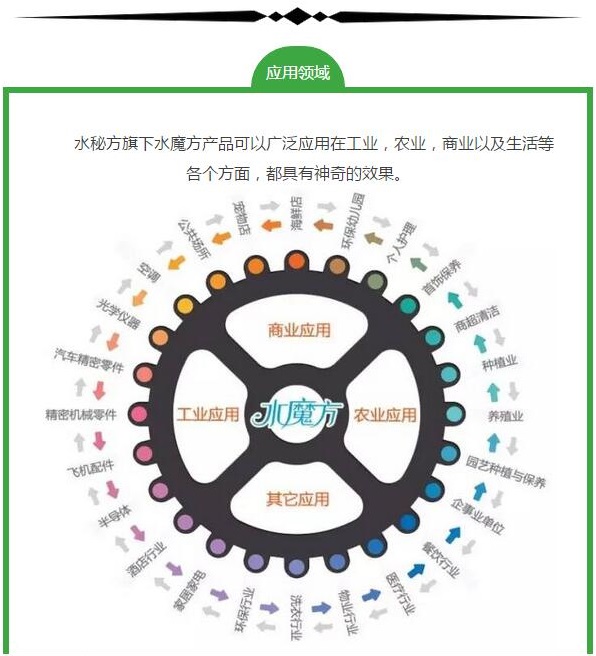 应用领域
水秘方旗下水魔方产品可以广泛应用在工业，农业，商业以及生活等
各个方面，都具有神奇的效果。
海鲜店
环保幼儿园
个人护理
首饰保养
商超清洁
种植业
养殖业
园艺种植与保养
企事业单位
餐饮行业
医疗行业
物业行业
洗衣行业
环保行业
家居家电
酒店行业
半导体
飞机配件
精密机械零件
汽车精密零件
光学仪器
空调
公共场所
宠物店
商业应用
工业应用
水魔方
农业应用
其它应用